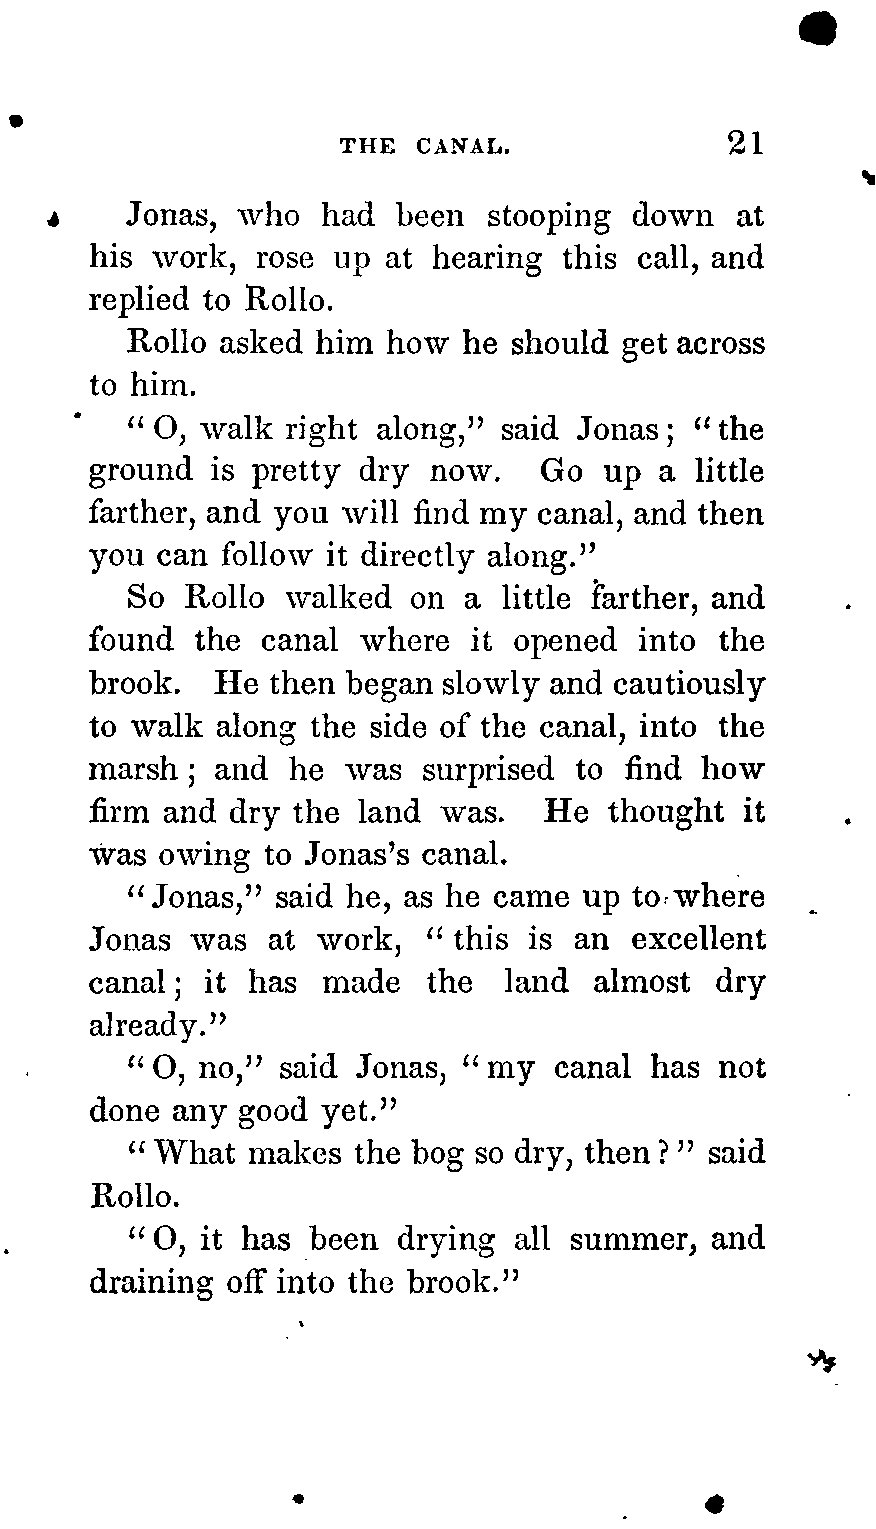 THE CANAL. 21
Jonas, who had been stooping down at
his work, rose up at hearing this call, and
replied to Rollo.
Rollo asked him how he should get across
to him.
“O, walk right along,” said Jonas; “the
ground is pretty dry now. Go up a little
farther, and you will find my canal, and then
you can follow it directly along.”
So Rollo walked on a little farther, and
found the canal where it opened into the
brook. He then began slowly and cautiously
to walk along the side of the canal, into the
marsh; and he was surprised to find how
firm and dry the land was. He thought it
was owing to Jonas’s canal.
“Jonas,” said he, as he came up to where
Jonas was at work, “this is an excellent
canal; it has made the land almost dry
already.”
“O, no,” said Jonas, “my canal has not
done any good yet.”
“What makes the bog so dry, then?” said
Rollo.
“O, it has been drying all summer, and
draining off into the brook.”